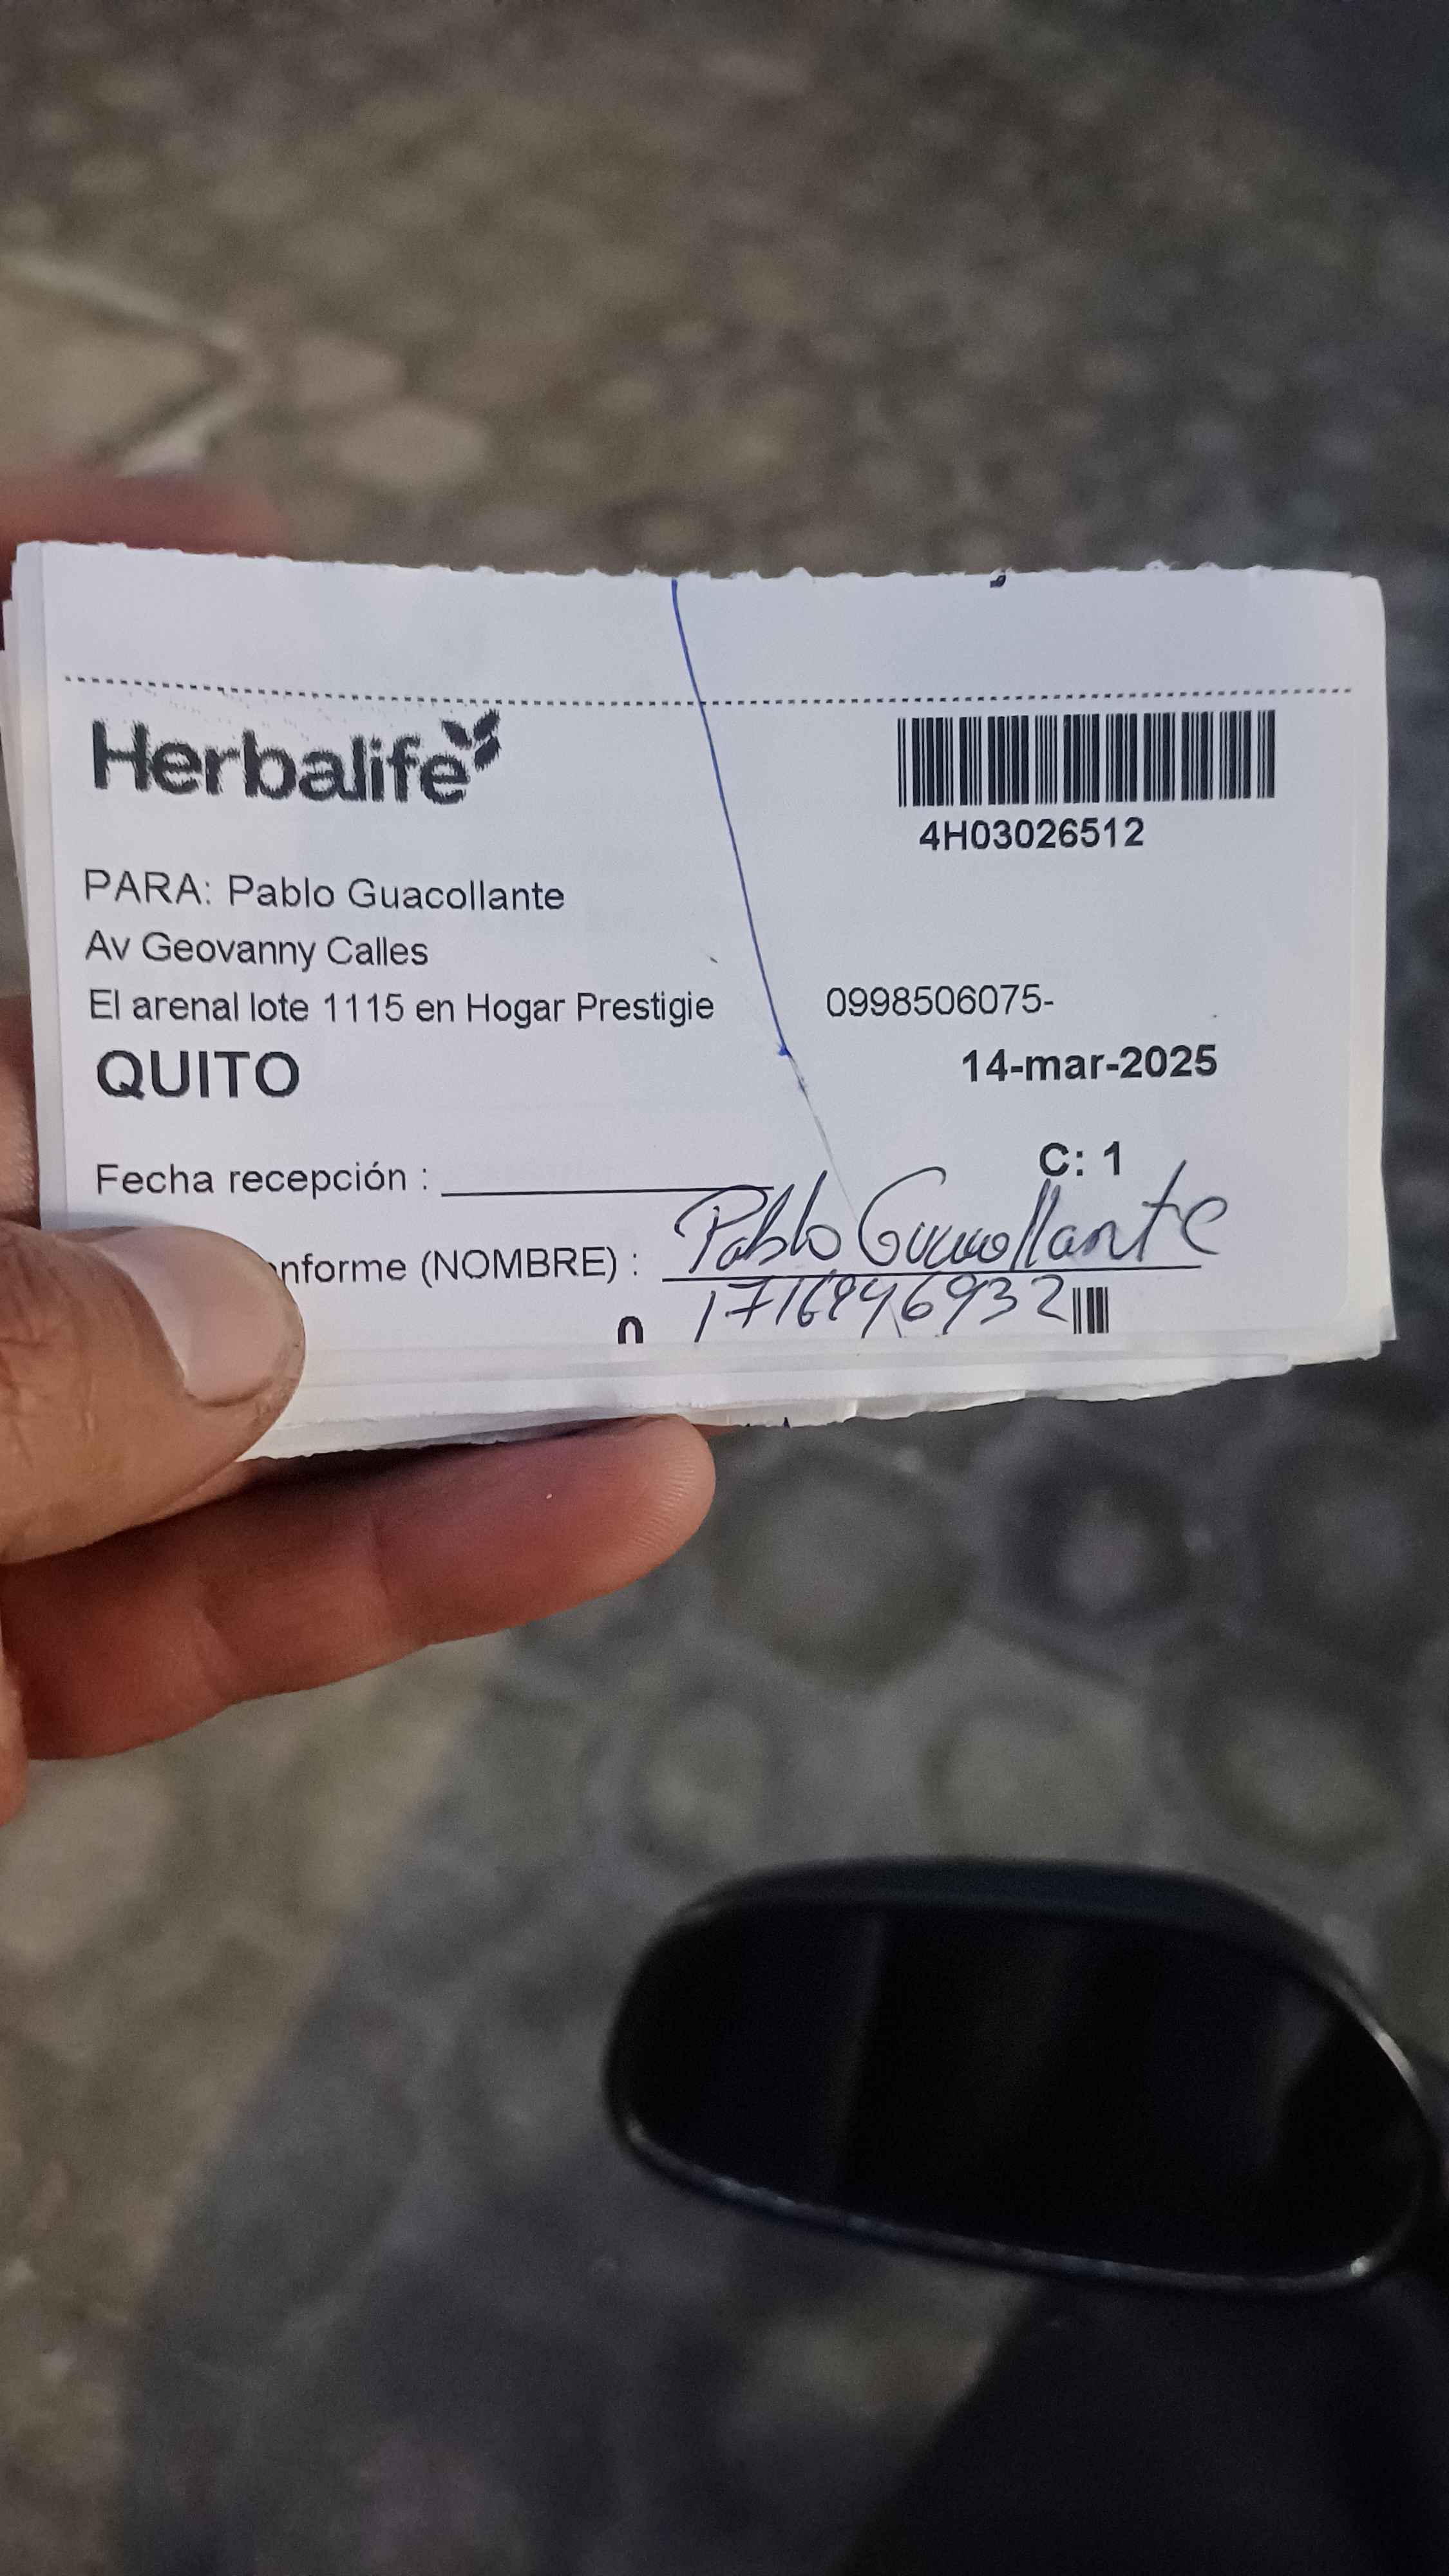 Herbalife
4H03026512
PARA: Pablo Guacollante
Av Geovanny Calles
El arenal lote 1115 en Hogar Prestigie 0998506075-
QUITO
14-mar-2025
C: 1
Fecha recepción :
nforme (NOMBRE) : Pablo Guacollante